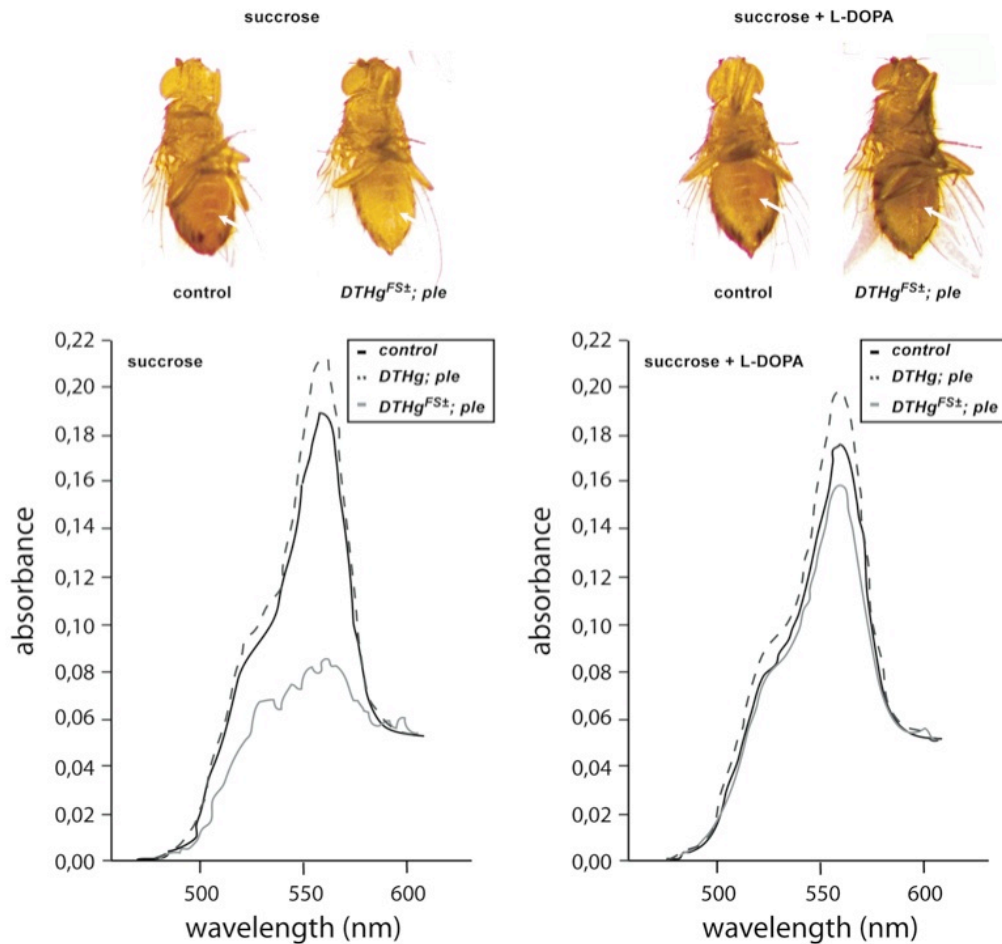 succrose
succrose + L-DOPA
control
DTHgFS±; ple
control
DTHgFS±; ple
0,22
0,20
0,18
0,16
0,14
0,12
0,10
0,08
0,06
0,04
0,02
0,00
absorbance
succrose
control
DTHg; ple
DTHgFS±; ple
500
550
600
wavelength (nm)
0,22
0,20
0,18
0,16
0,14
0,12
0,10
0,08
0,06
0,04
0,02
0,00
absorbance
succrose + L-DOPA
control
DTHg; ple
DTHgFS±; ple
500
550
600
wavelength (nm)